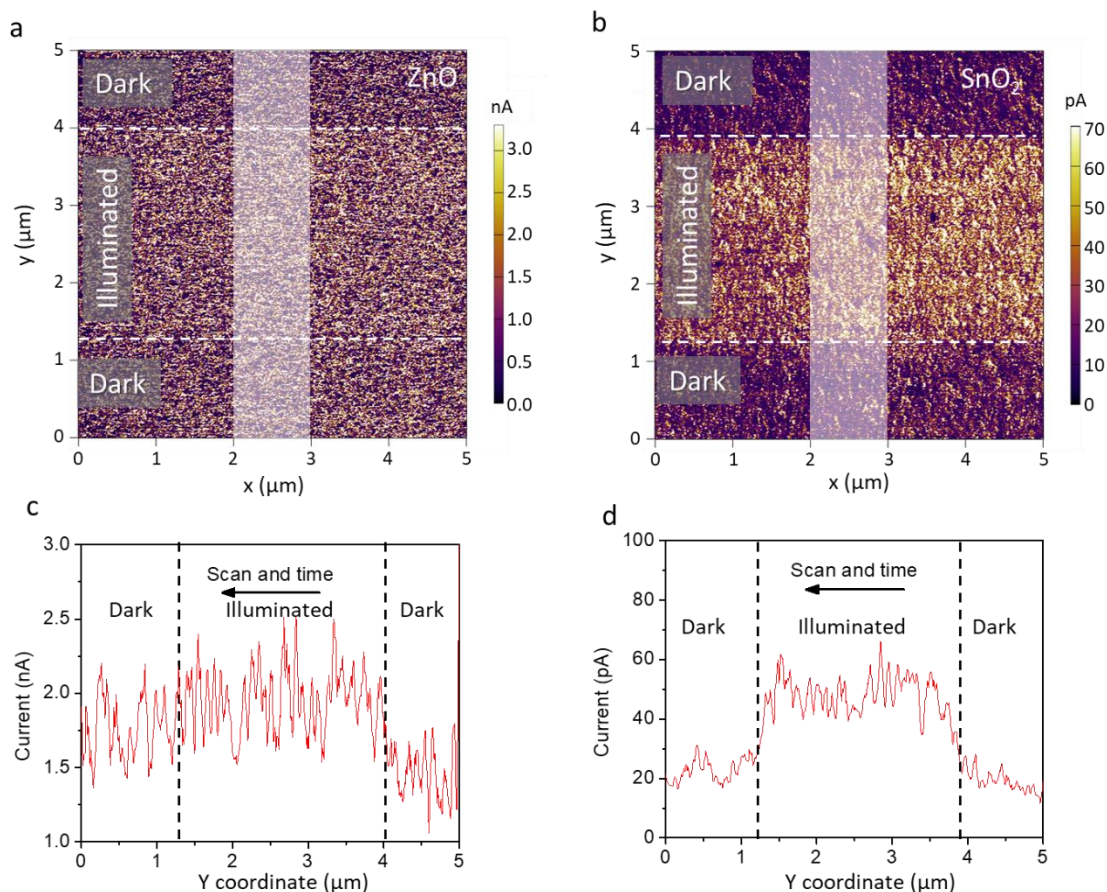 a
5
4
3
2
1
0
y (μm)
Dark
Illuminated
Dark
ZnO
nA
3.0
2.5
2.0
1.5
1.0
0.5
0.0
0 1 2 3 4 5
x (μm)
b
5
4
3
2
1
0
y (μm)
Dark
Illuminated
Dark
SnO₂
pA
70
60
50
40
30
20
10
0
0 1 2 3 4 5
x (μm)
c
3.0
2.5
2.0
1.5
1.0
Current (nA)
Scan and time
Dark Illuminated Dark
0 1 2 3 4 5
Y coordinate (μm)
d
100
80
60
40
20
0
Current (pA)
Scan and time
Dark Illuminated Dark
0 1 2 3 4 5
Y coordinate (μm)